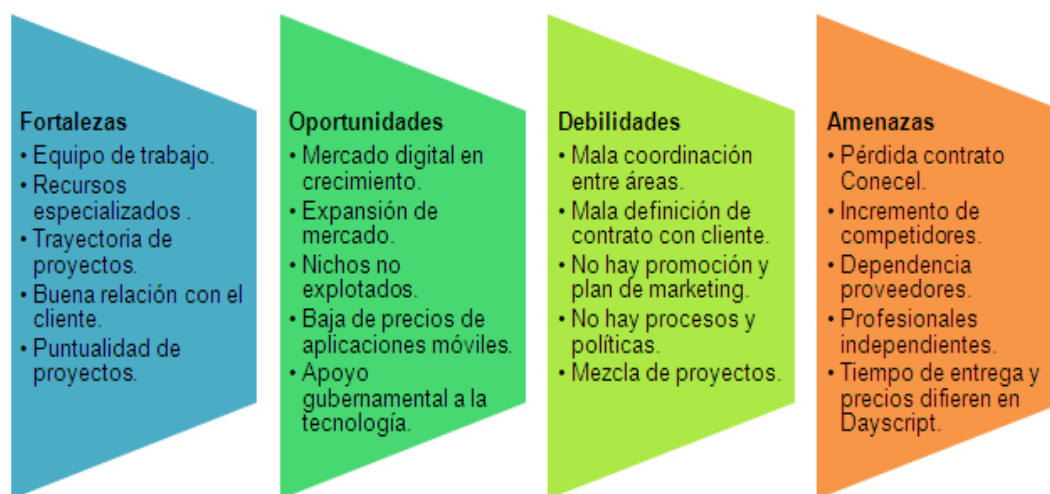 Fortalezas
• Equipo de trabajo.
• Recursos
especializados .
• Trayectoria de
proyectos.
• Buena relación con el
cliente.
• Puntualidad de
proyectos.
Oportunidades
• Mercado digital en
crecimiento.
• Expansión de
mercado.
• Nichos no
explotados.
• Baja de precios de
aplicaciones móviles.
• Apoyo
gubernamental a la
tecnología.
Debilidades
• Mala coordinación
entre áreas.
• Mala definición de
contrato con cliente.
• No hay promoción y
plan de marketing.
• No hay procesos y
políticas.
• Mezcla de proyectos.
Amenazas
• Pérdida contrato
Conecel.
• Incremento de
competidores.
• Dependencia
proveedores.
• Profesionales
independientes.
• Tiempo de entrega y
precios difieren en
Dayscript.